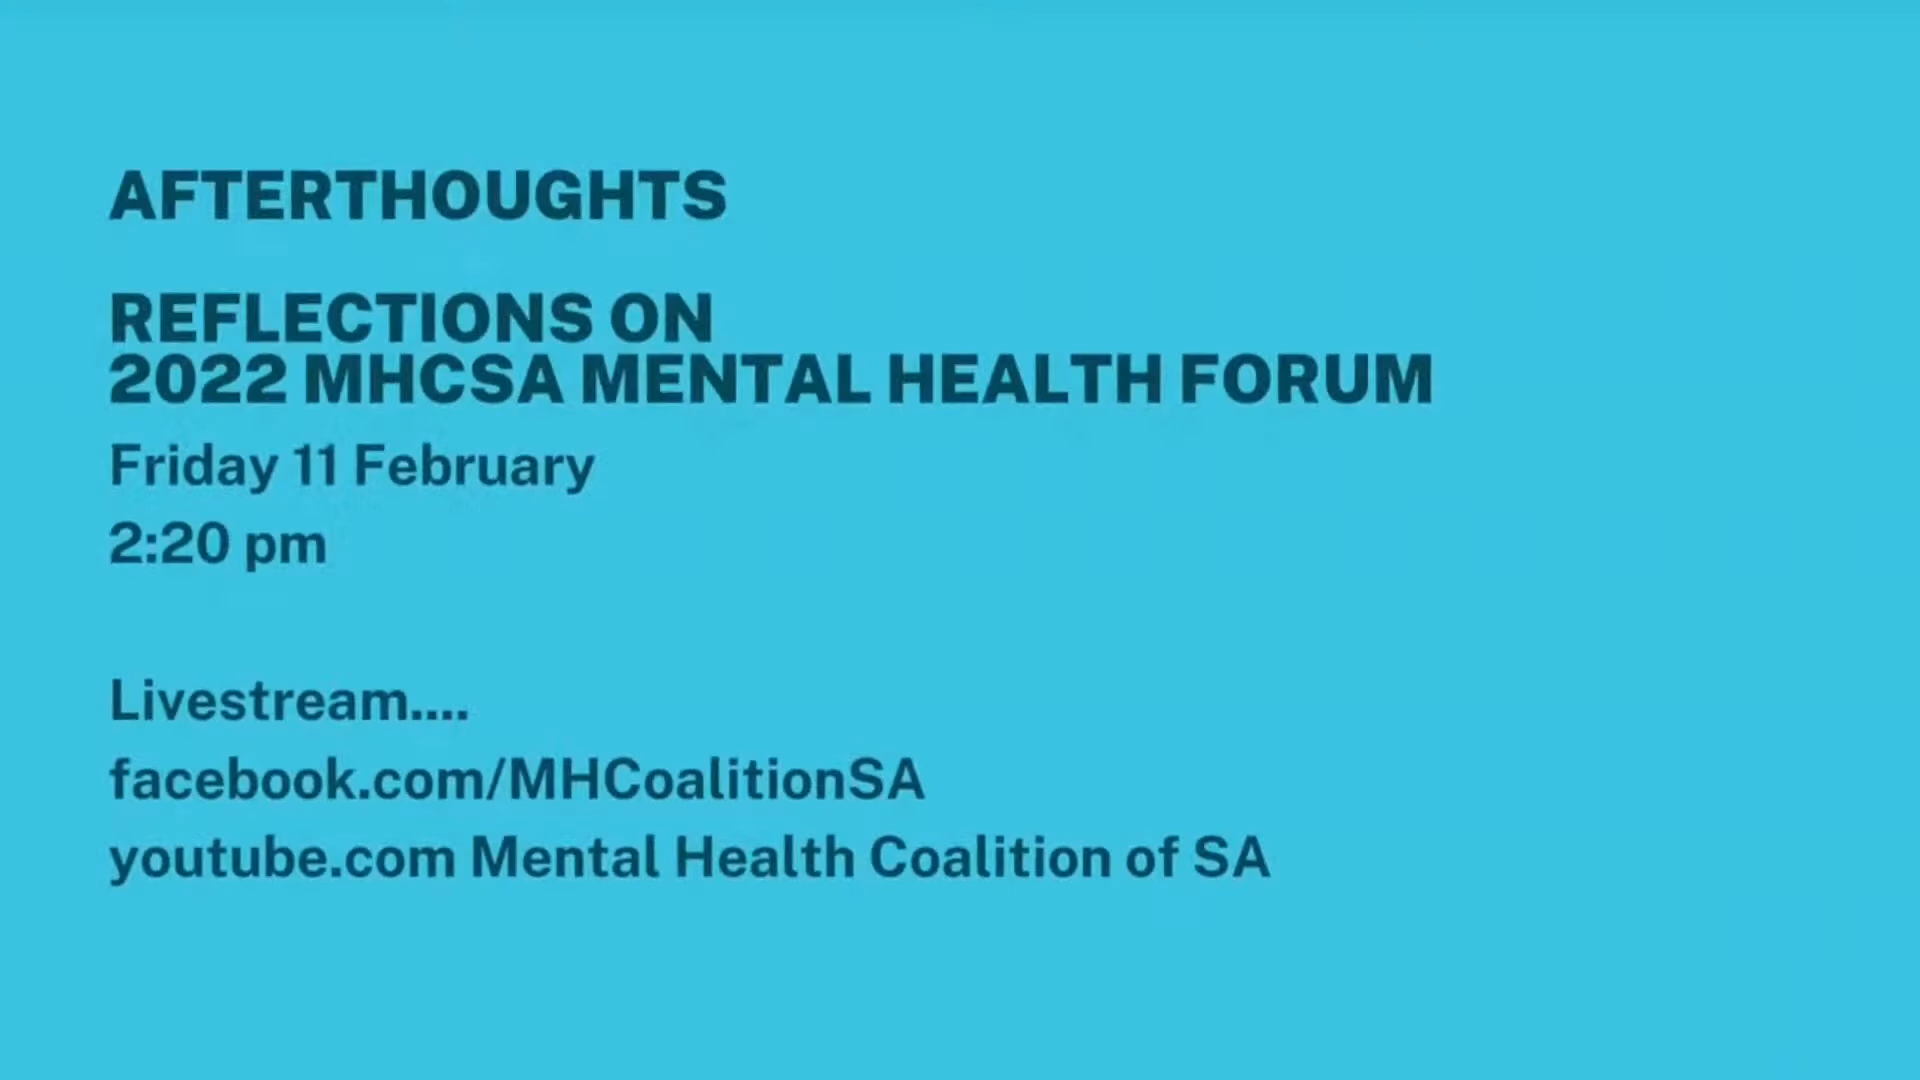 AFTERTHOUGHTS
REFLECTIONS ON
2022 MHCSA MENTAL HEALTH FORUM
Friday 11 February
2:20 pm
Livestream....
facebook.com/MHCoalitionSA
youtube.com Mental Health Coalition of SA